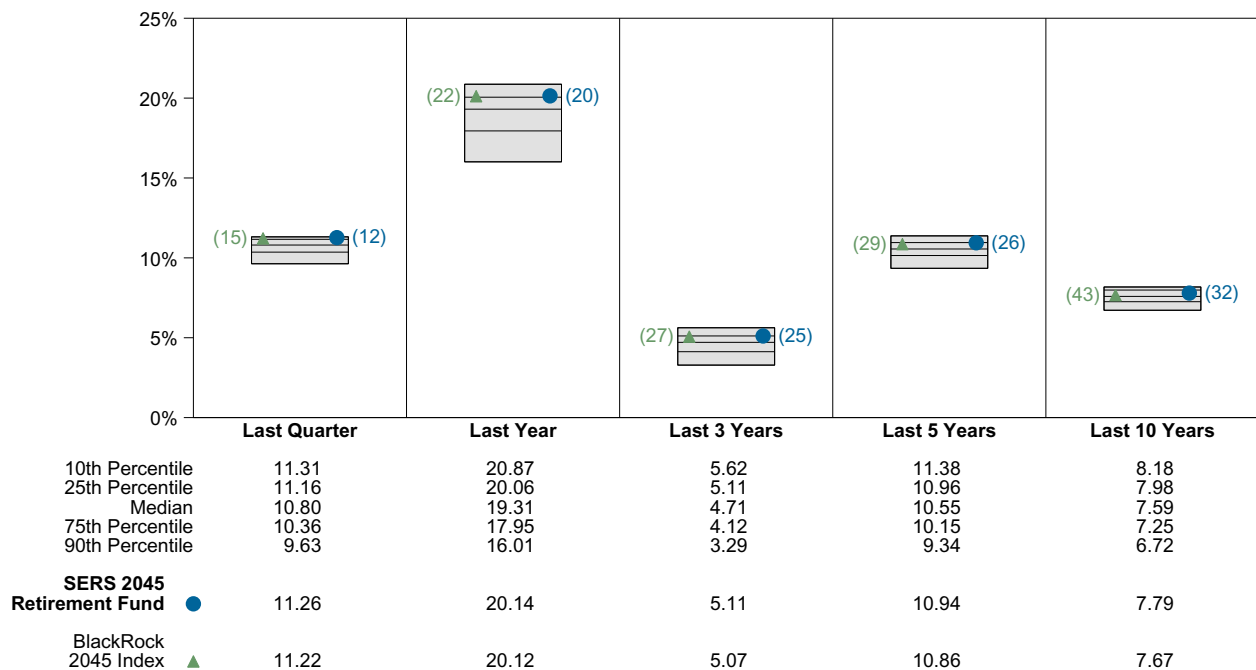 25%
20%
15%
10%
5%
0%
(15) (12)
(22) (20)
(27) (25)
(29) (26)
(43) (32)
Last Quarter Last Year Last 3 Years Last 5 Years Last 10 Years
10th Percentile 11.31 20.87 5.62 11.38 8.18
25th Percentile 11.16 20.06 5.11 10.96 7.98
Median 10.80 19.31 4.71 10.55 7.59
75th Percentile 10.36 17.95 4.12 10.15 7.25
90th Percentile 9.63 16.01 3.29 9.34 6.72
SERS 2045
Retirement Fund 11.26 20.14 5.11 10.94 7.79
BlackRock
2045 Index 11.22 20.12 5.07 10.86 7.67